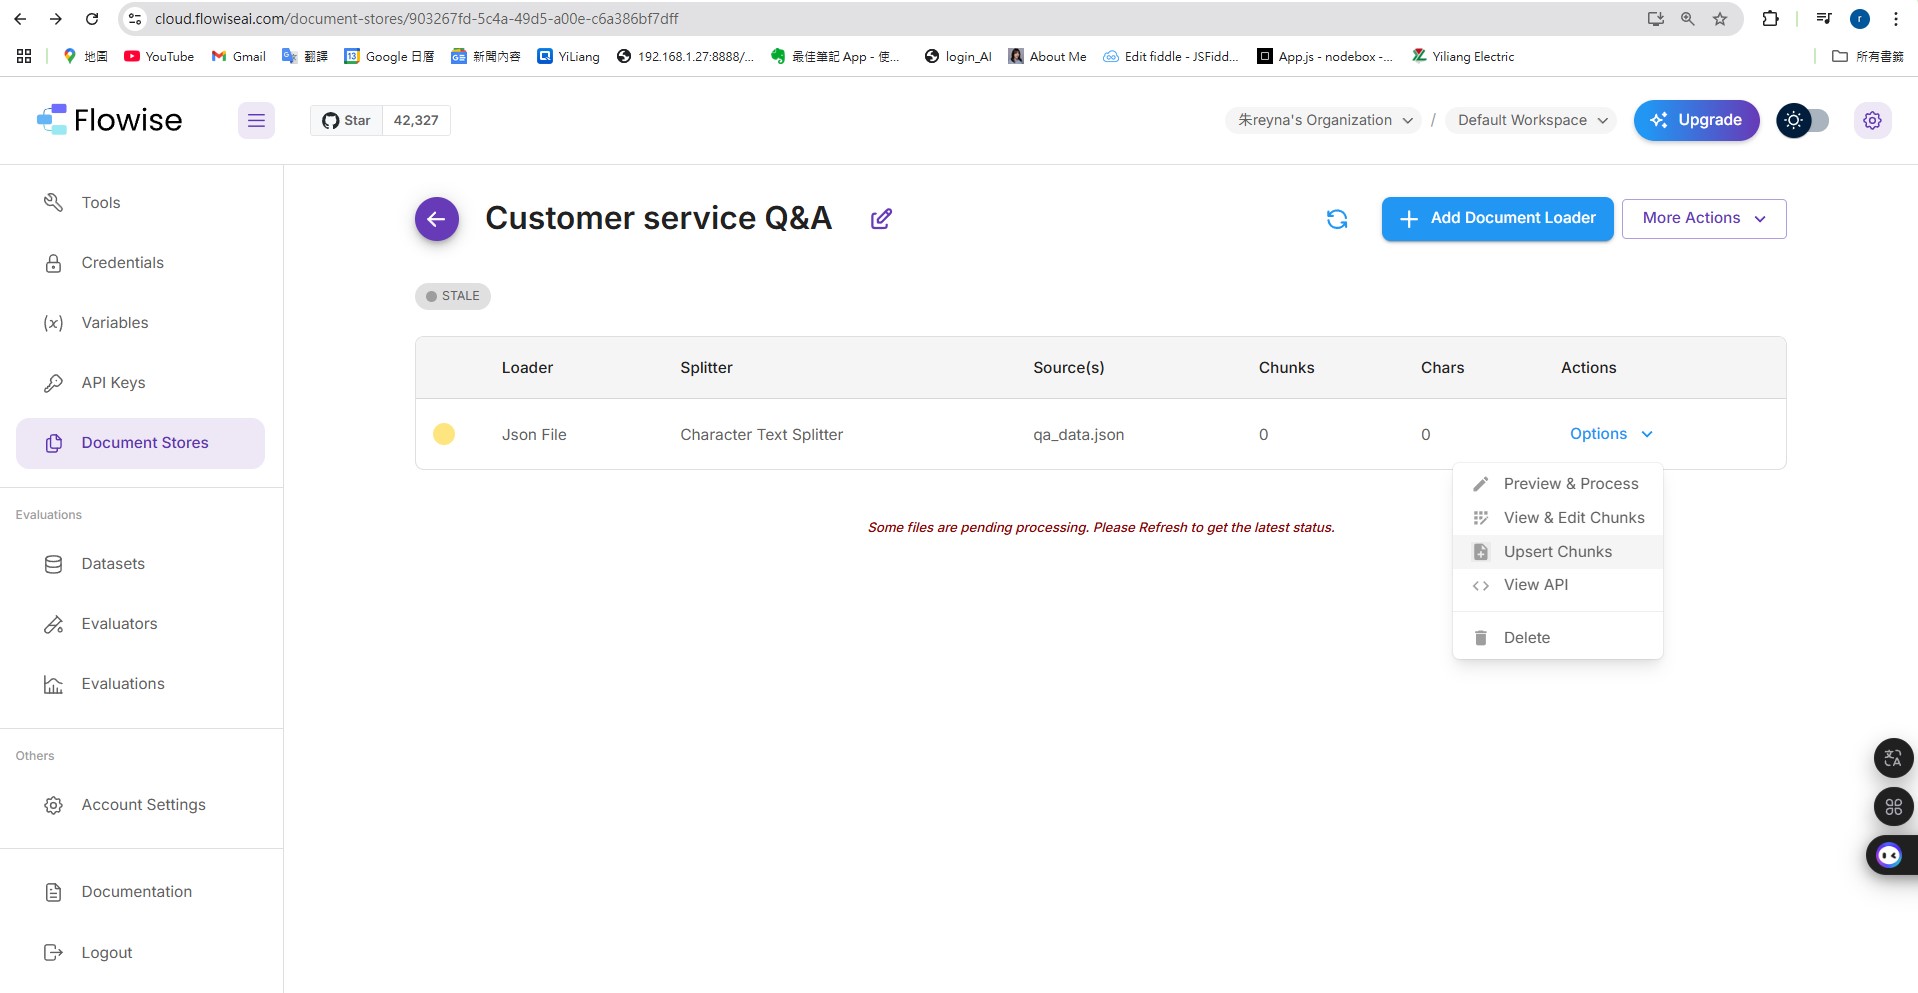 cloud.flowiseai.com/document-stores/903267fd-5c4a-49d5-a00e-c6a386bf7dff
r
地圖
YouTube
Gmail
翻譯
Google 日曆
新聞內容
YiLiang
192.168.1.27:8888/...
最佳筆記 App - 使...
login_AI
About Me
Edit fiddle - JSFidd...
App.js - nodebox -...
Yiliang Electric
所有書籤
Flowise
Star
42,327
朱reyna's Organization
/
Default Workspace
Upgrade
Tools
Credentials
Variables
API Keys
Document Stores
Evaluations
Datasets
Evaluators
Evaluations
Others
Account Settings
Documentation
Logout
Customer service Q&A
Add Document Loader
More Actions
STALE
Loader Splitter Source(s) Chunks Chars Actions
Json File Character Text Splitter qa_data.json 0 0 Options
Some files are pending processing. Please Refresh to get the latest status.
Preview & Process
View & Edit Chunks
Upsert Chunks
View API
Delete